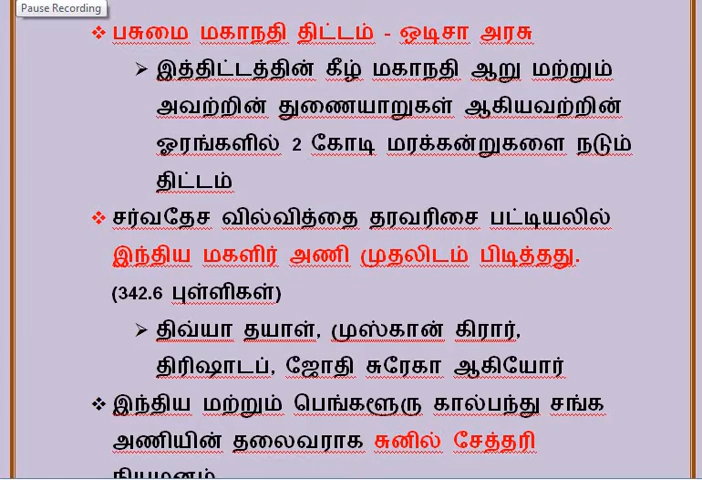 Pause Recording
❖ பசுமை மகாநதி திட்டம் - ஒடிசா அரசு
➢ இத்திட்டத்தின் கீழ் மகாநதி ஆறு மற்றும்
அவற்றின் துணையாறுகள் ஆகியவற்றின்
ஓரங்களில் 2 கோடி மரக்கன்றுகளை நடும்
திட்டம்
❖ சர்வதேச வில்வித்தை தரவரிசை பட்டியலில்
இந்திய மகளிர் அணி முதலிடம் பிடித்தது.
(342.6 புள்ளிகள்)
➢ திவ்யா தயாள், முஸ்கான் கிரார்,
திரிஷாடப், ஜோதி சுரேகா ஆகியோர்
❖ இந்திய மற்றும் பெங்களூரு கால்பந்து சங்க
அணியின் தலைவராக சுனில் சேத்தரி
நியமனம்